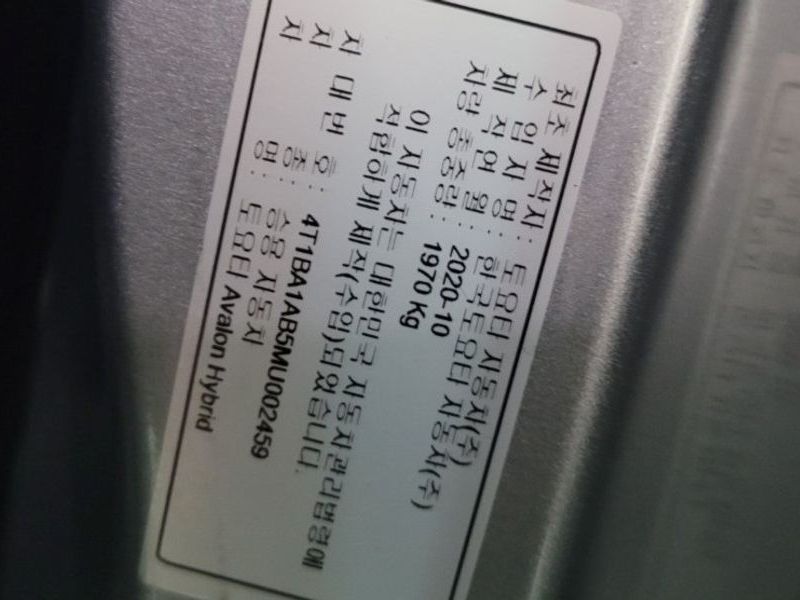 최초 제작자: 토요타 자동차(주)
수 입 자 명: 한국토요타 자동차(주)
제 작 연 월: 2020-10
차량 총중량: 1970 Kg
이 자동차는 대한민국 자동차관리법령에
적합하게 제작(수입)되었습니다.
차 대 번 호: 4T1BA1AB5MU002459
차 종: 승용 자동차
차 명: 토요타 Avalon Hybrid